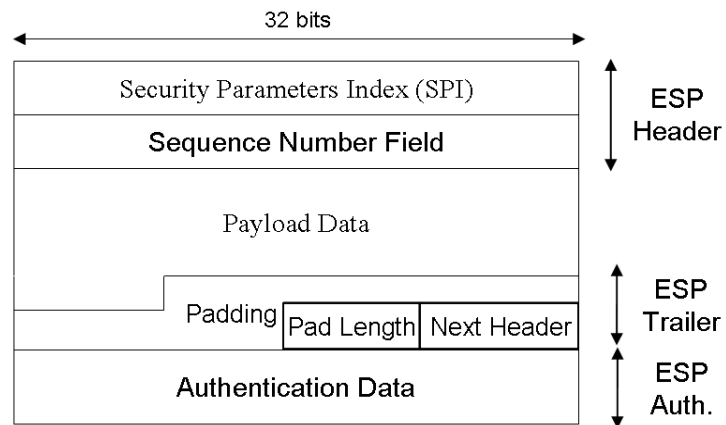 32 bits
Security Parameters Index (SPI)
ESP
Header
Sequence Number Field
Payload Data
ESP
Trailer
Padding
Pad Length
Next Header
Authentication Data
ESP
Auth.